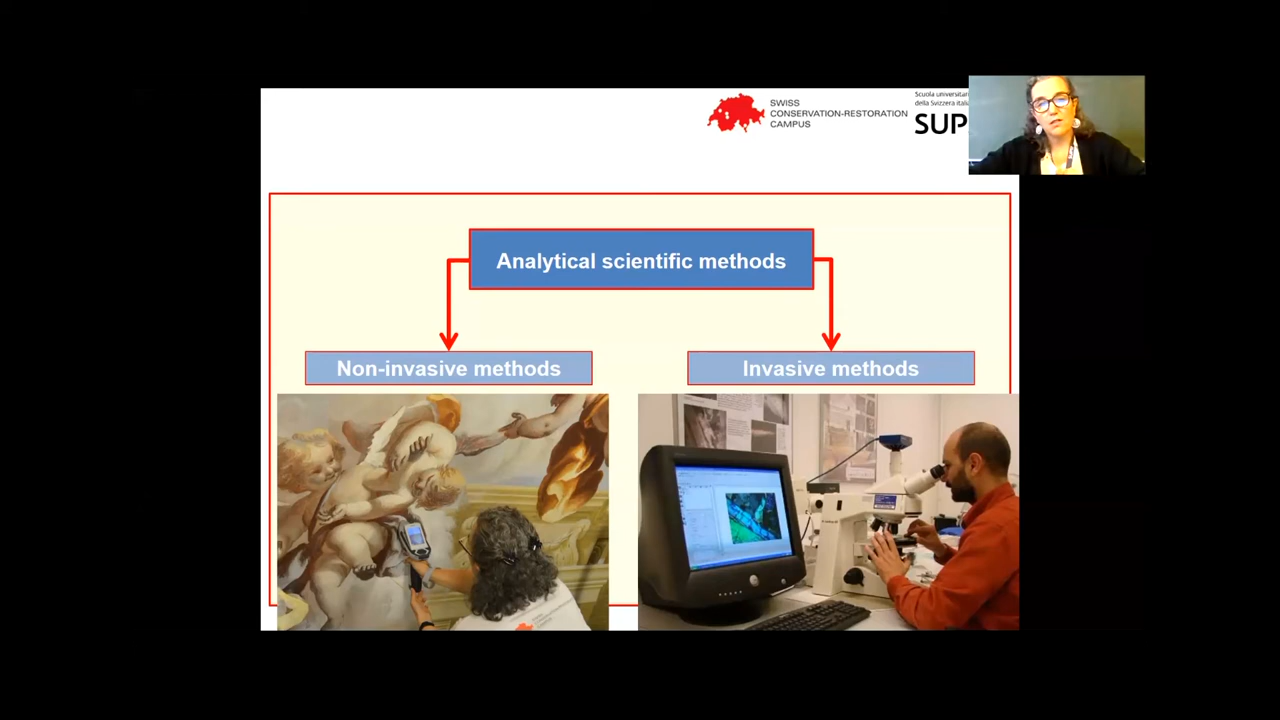 SWISS
CONSERVATION-RESTORATION
CAMPUS
Scuola universitari
della Svizzera itali
SUP
Analytical scientific methods
Non-invasive methods
Invasive methods